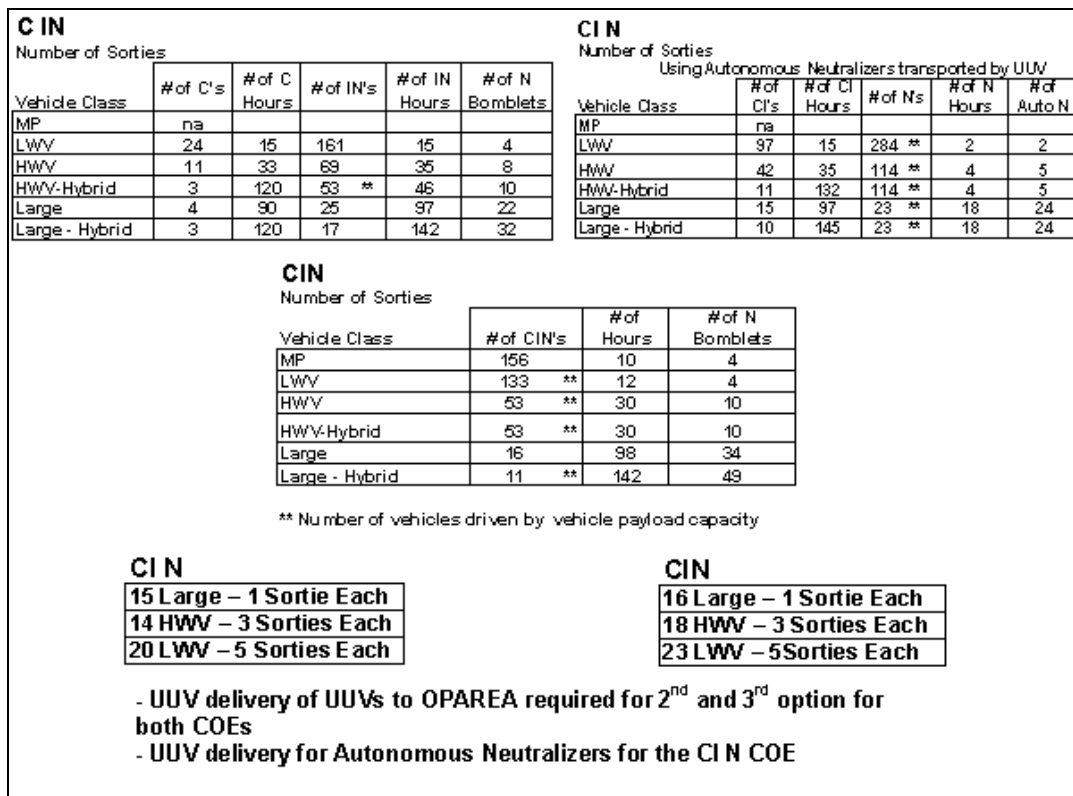 C IN
Number of Sorties
Vehicle Class # of C's # of C Hours # of IN's # of IN Hours # of N Bomblets
MP na
LWV 24 15 161 15 4
HWV 11 33 69 35 8
HWV-Hybrid 3 120 53 ** 46 10
Large 4 90 25 97 22
Large - Hybrid 3 120 17 142 32
CI N
Number of Sorties
Using Autonomous Neutralizers transported by UUV
Vehicle Class # of CI's # of CI Hours # of N's # of N Hours # of Auto N
MP na
LWV 97 15 284 ** 2 2
HWV 42 35 114 ** 4 5
HWV-Hybrid 11 132 114 ** 4 5
Large 15 97 23 ** 18 24
Large - Hybrid 10 145 23 ** 18 24
CIN
Number of Sorties
Vehicle Class # of CIN's # of Hours # of N Bomblets
MP 156 10 4
LWV 133 ** 12 4
HWV 53 ** 30 10
HWV-Hybrid 53 ** 30 10
Large 16 98 34
Large - Hybrid 11 ** 142 49
** Number of vehicles driven by vehicle payload capacity
CI N
15 Large – 1 Sortie Each
14 HWV – 3 Sorties Each
20 LWV – 5 Sorties Each
CIN
16 Large – 1 Sortie Each
18 HWV – 3 Sorties Each
23 LWV – 5Sorties Each
- UUV delivery of UUVs to OPAREA required for 2nd and 3rd option for
both COEs
- UUV delivery for Autonomous Neutralizers for the CI N COE